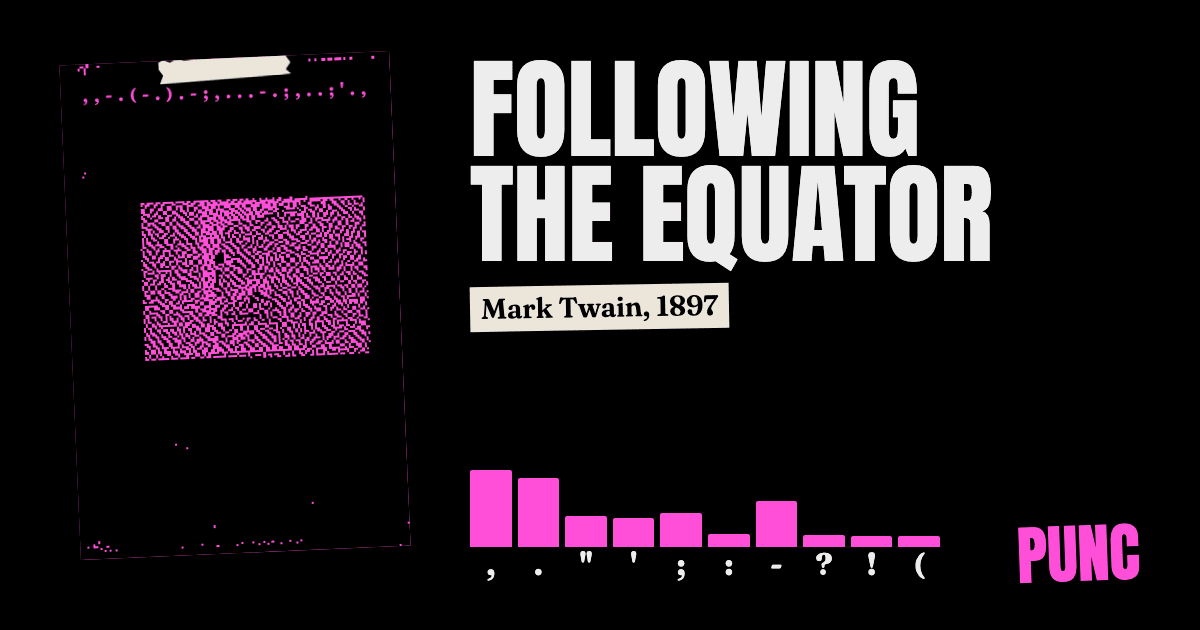 ,,-.(-.).-;,...-.;,..;'.,
FOLLOWING
THE EQUATOR
Mark Twain, 1897
, . " ' ; : - ? ! (
PUNC